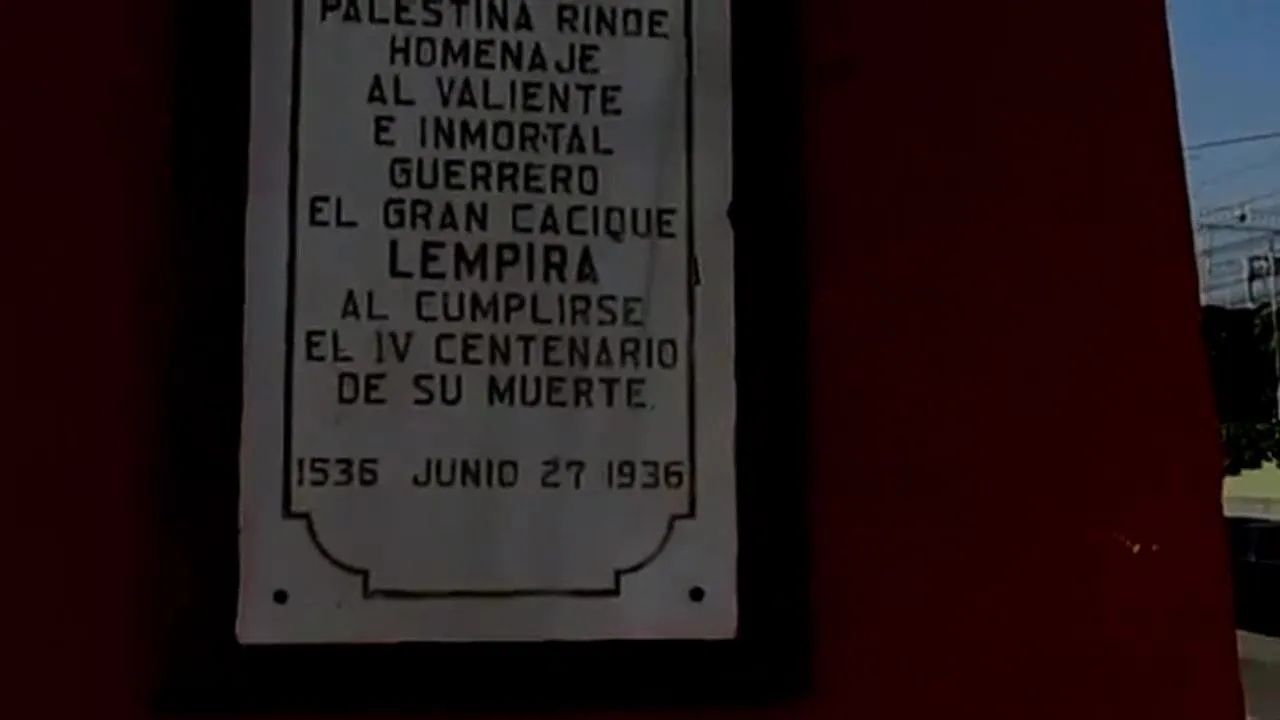 PALESTINA RINDE
HOMENAJE
AL VALIENTE
E INMORTAL
GUERRERO
EL GRAN CACIQUE
LEMPIRA
AL CUMPLIRSE
EL IV CENTENARIO
DE SU MUERTE.
1536 JUNIO 27 1936